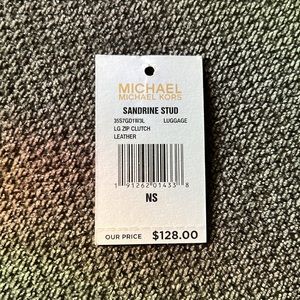 MICHAEL
MICHAEL KORS
SANDRINE STUD
35S7GD1W3L LUGGAGE
LG ZIP CLUTCH
LEATHER
1 91262 01433 8
NS
OUR PRICE $128.00